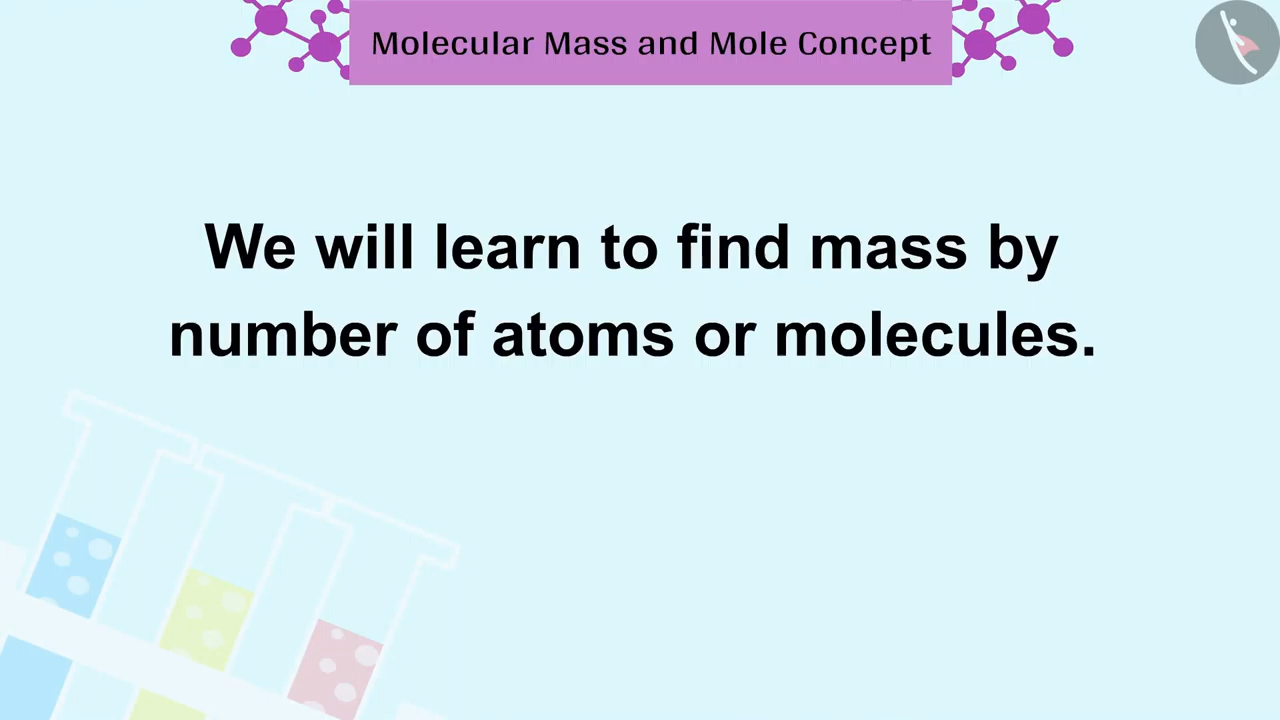 Molecular Mass and Mole Concept
We will learn to find mass by
number of atoms or molecules.